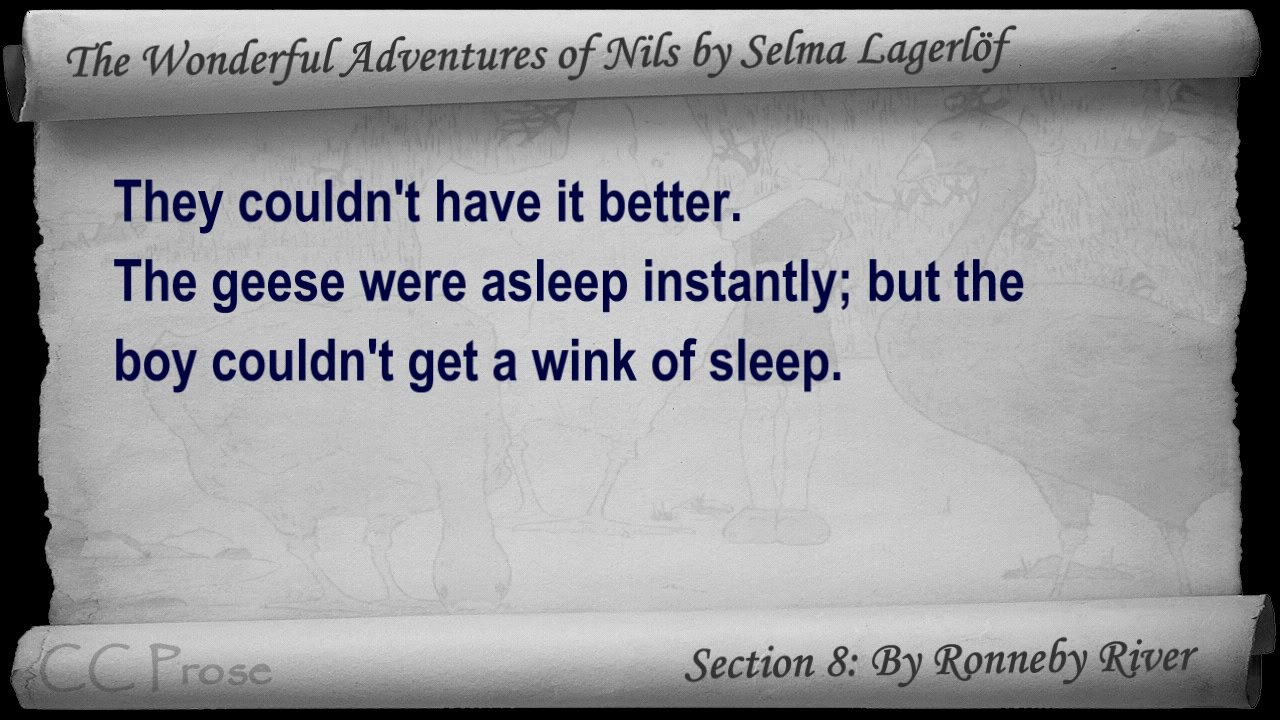 The Wonderful Adventures of Nils by Selma Lagerlöf
They couldn't have it better.
The geese were asleep instantly; but the
boy couldn't get a wink of sleep.
CC Prose
Section 8: By Ronneby River